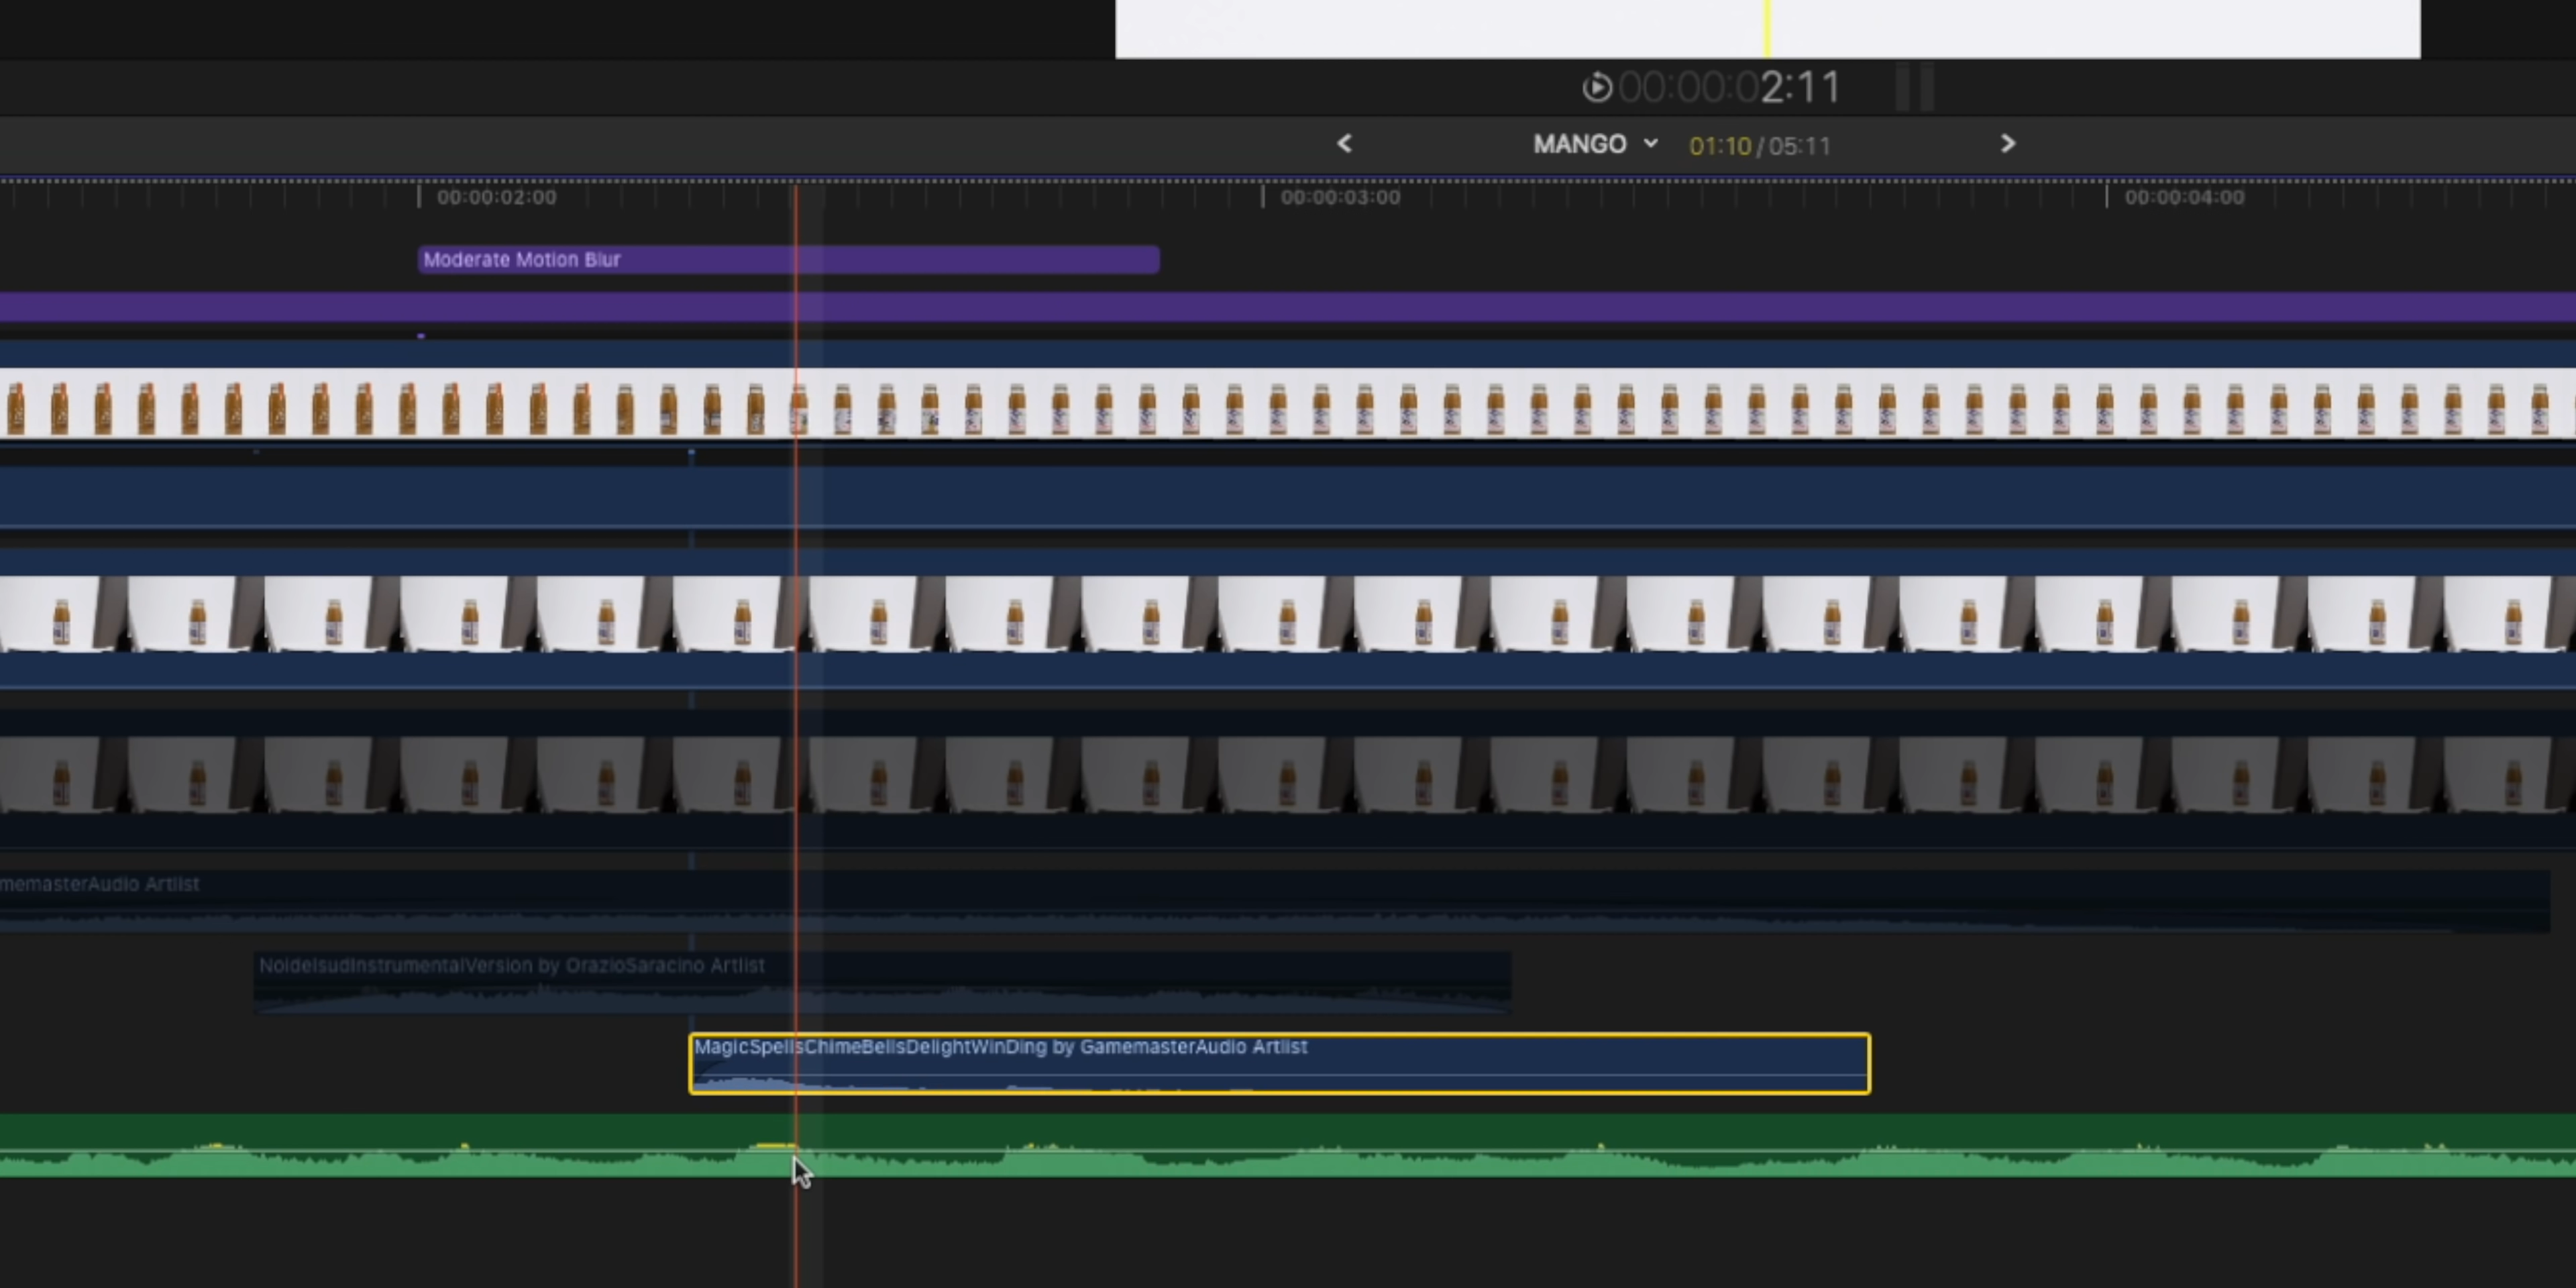 00:00:02:11
MANGO 01:10 / 05:11
00:00:02:00 00:00:03:00 00:00:04:00
Moderate Motion Blur
memasterAudio Artlist
NoidelsudInstrumentalVersion by OrazioSaracino Artlist
MagicSpellsChimeBellsDelightWinDing by GamemasterAudio Artlist